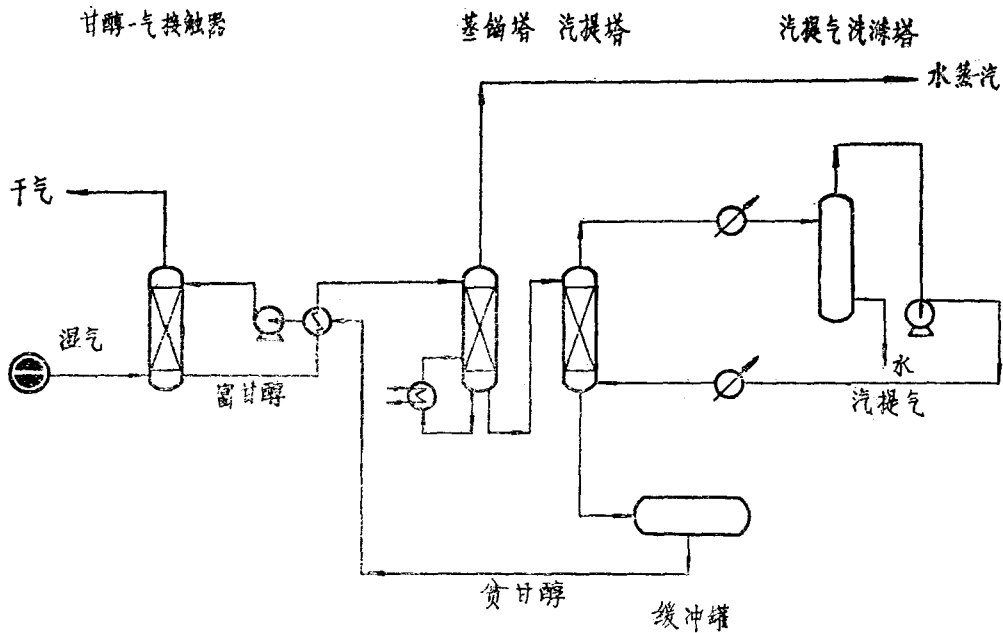 甘醇-气接触器
蒸馏塔
汽提塔
汽提气洗涤塔
水蒸汽
干气
湿气
富甘醇
水
汽提气
贫甘醇
缓冲罐